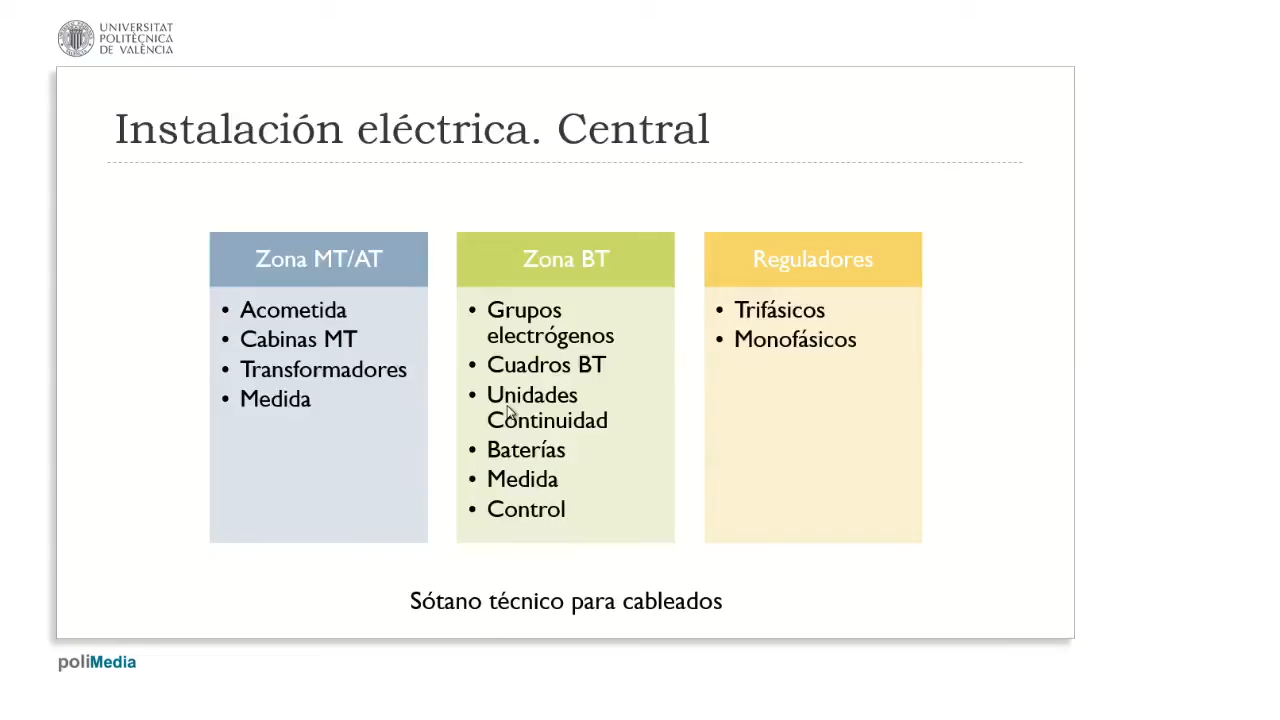 UNIVERSITAT
POLITÈCNICA
DE VALÈNCIA
Instalación eléctrica. Central
Zona MT/AT
• Acometida
• Cabinas MT
• Transformadores
• Medida
Zona BT
• Grupos
electrógenos
• Cuadros BT
• Unidades
Continuidad
• Baterías
• Medida
• Control
Reguladores
• Trifásicos
• Monofásicos
Sótano técnico para cableados
poliMedia